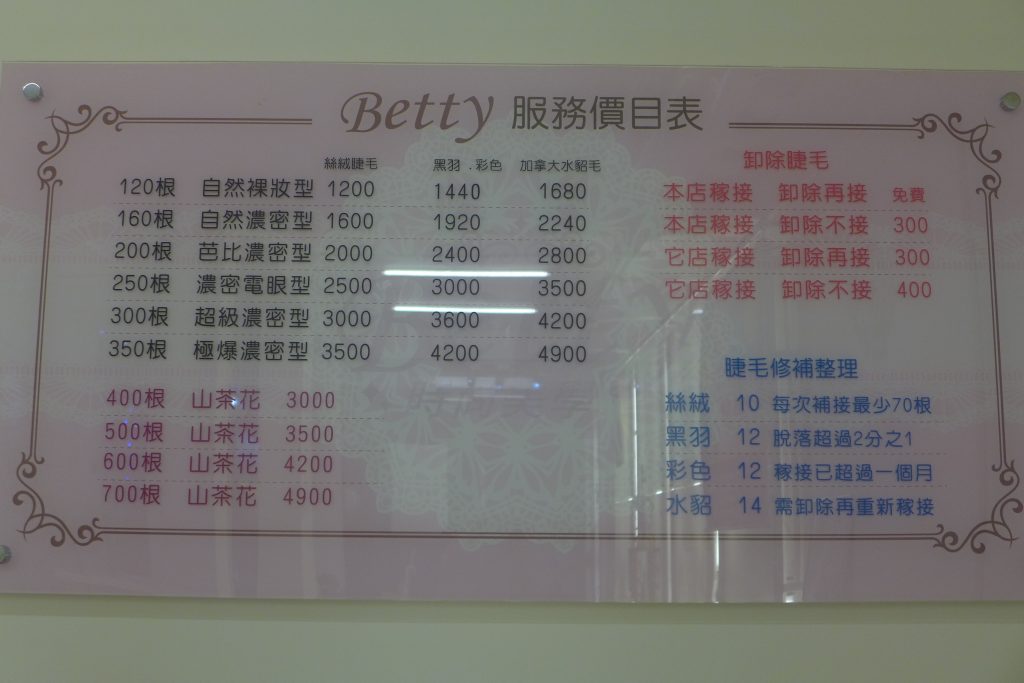 Betty 服務價目表
絲絨睫毛 黑羽.彩色 加拿大水貂毛
120根 自然裸妝型 1200 1440 1680
160根 自然濃密型 1600 1920 2240
200根 芭比濃密型 2000 2400 2800
250根 濃密電眼型 2500 3000 3500
300根 超級濃密型 3000 3600 4200
350根 極爆濃密型 3500 4200 4900
400根 山茶花 3000
500根 山茶花 3500
600根 山茶花 4200
700根 山茶花 4900
卸除睫毛
本店稼接 卸除再接 免費
本店稼接 卸除不接 300
它店稼接 卸除再接 300
它店稼接 卸除不接 400
睫毛修補整理
絲絨 10 每次補接最少70根
黑羽 12 脫落超過2分之1
彩色 12 稼接已超過一個月
水貂 14 需卸除再重新稼接